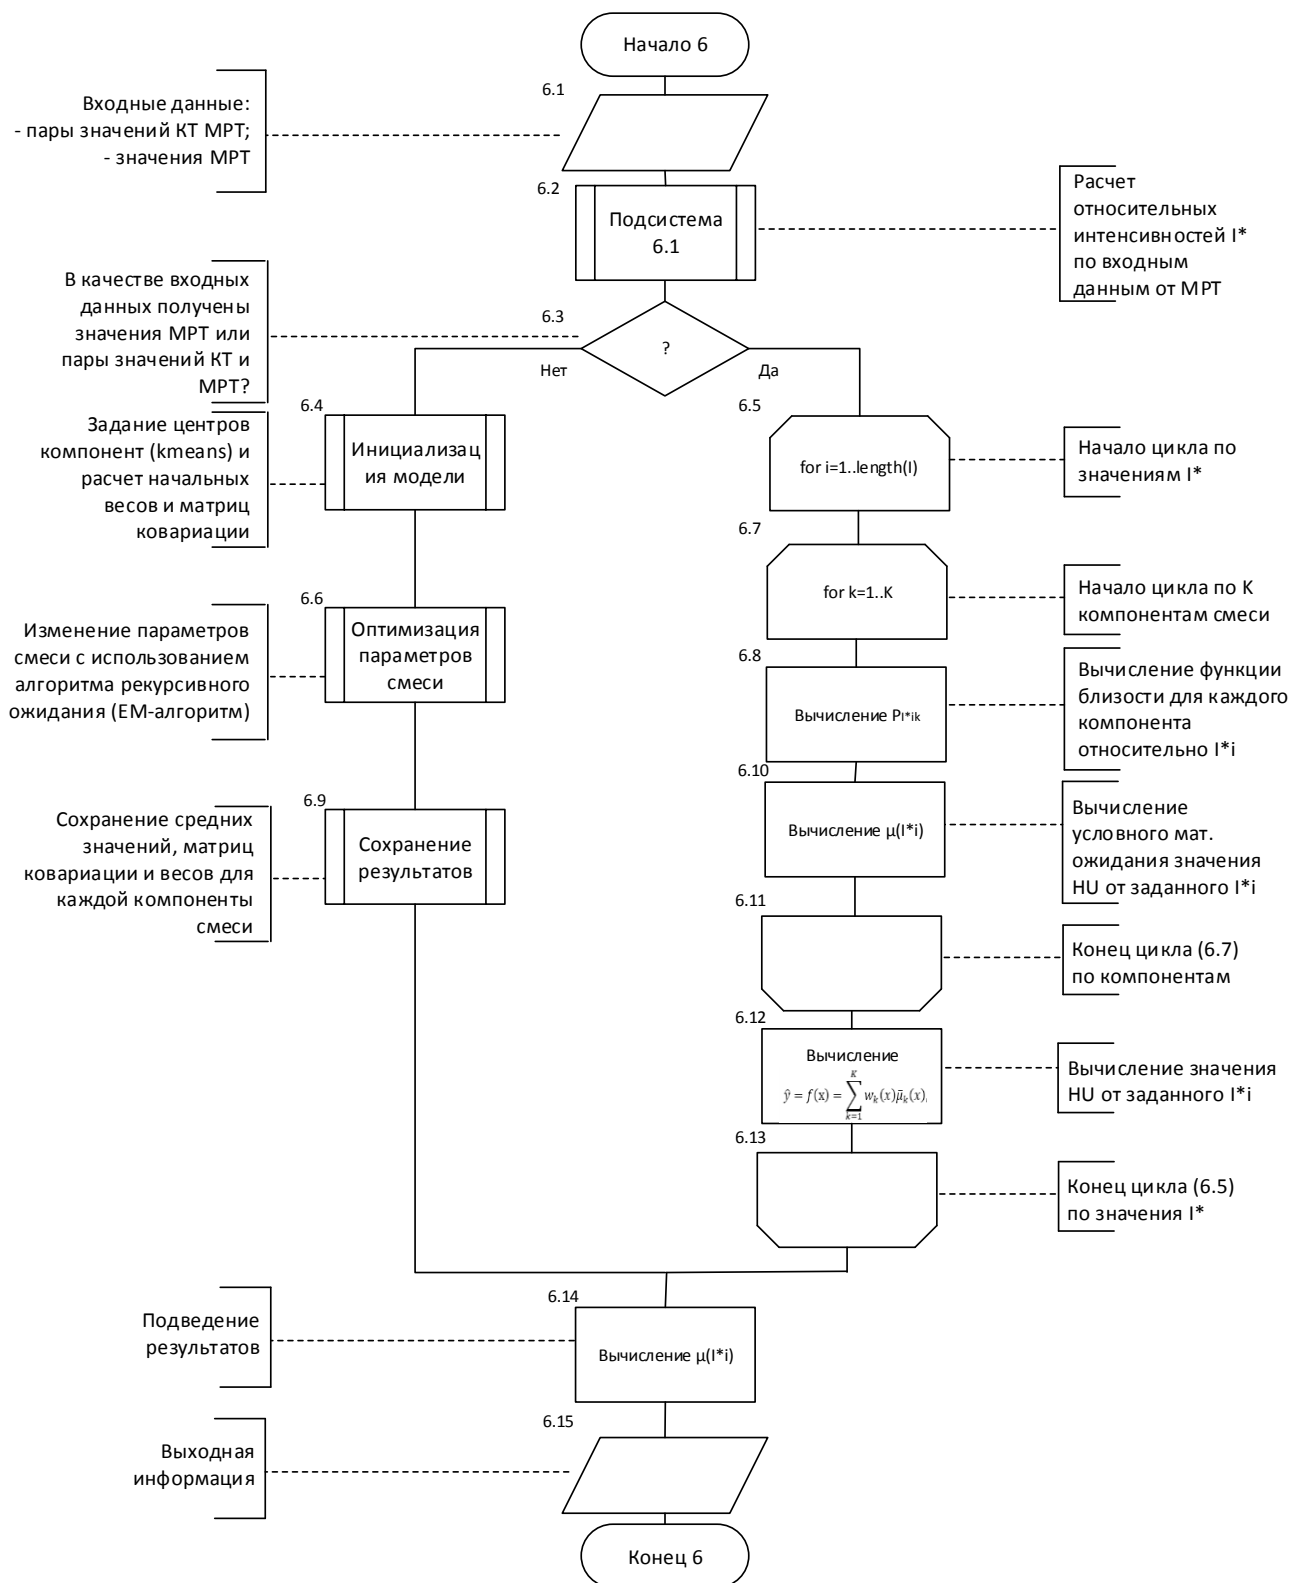 Начало 6
6.1
Входные данные:
- пары значений КТ МРТ;
- значения МРТ
6.2
Подсистема
6.1
Расчет
относительных
интенсивностей I*
по входным
данным от МРТ
В качестве входных
данных получены
значения МРТ или
пары значений КТ и
МРТ?
6.3
?
Нет
Да
6.4
Инициализац
ия модели
Задание центров
компонент (kmeans) и
расчет начальных
весов и матриц
ковариации
6.5
for i=1..length(I)
Начало цикла по
значениям I*
6.7
for k=1..K
Начало цикла по K
компонентам смеси
6.6
Оптимизация
параметров
смеси
Изменение параметров
смеси с использованием
алгоритма рекурсивного
ожидания (EM-алгоритм)
6.8
Вычисление PI*ik
Вычисление функции
близости для каждого
компонента
относительно I*i
6.10
Вычисление μ(I*i)
Вычисление
условного мат.
ожидания значения
HU от заданного I*i
6.9
Сохранение
результатов
Сохранение средних
значений, матриц
ковариации и весов для
каждой компоненты
смеси
6.11
Конец цикла (6.7)
по компонентам
6.12
Вычисление
ŷ = f(x) = ∑_{k=1}^{K} w_k(x)μ̄_k(x),
Вычисление значения
HU от заданного I*i
6.13
Конец цикла (6.5)
по значения I*
6.14
Вычисление μ(I*i)
Подведение
результатов
6.15
Выходная
информация
Конец 6